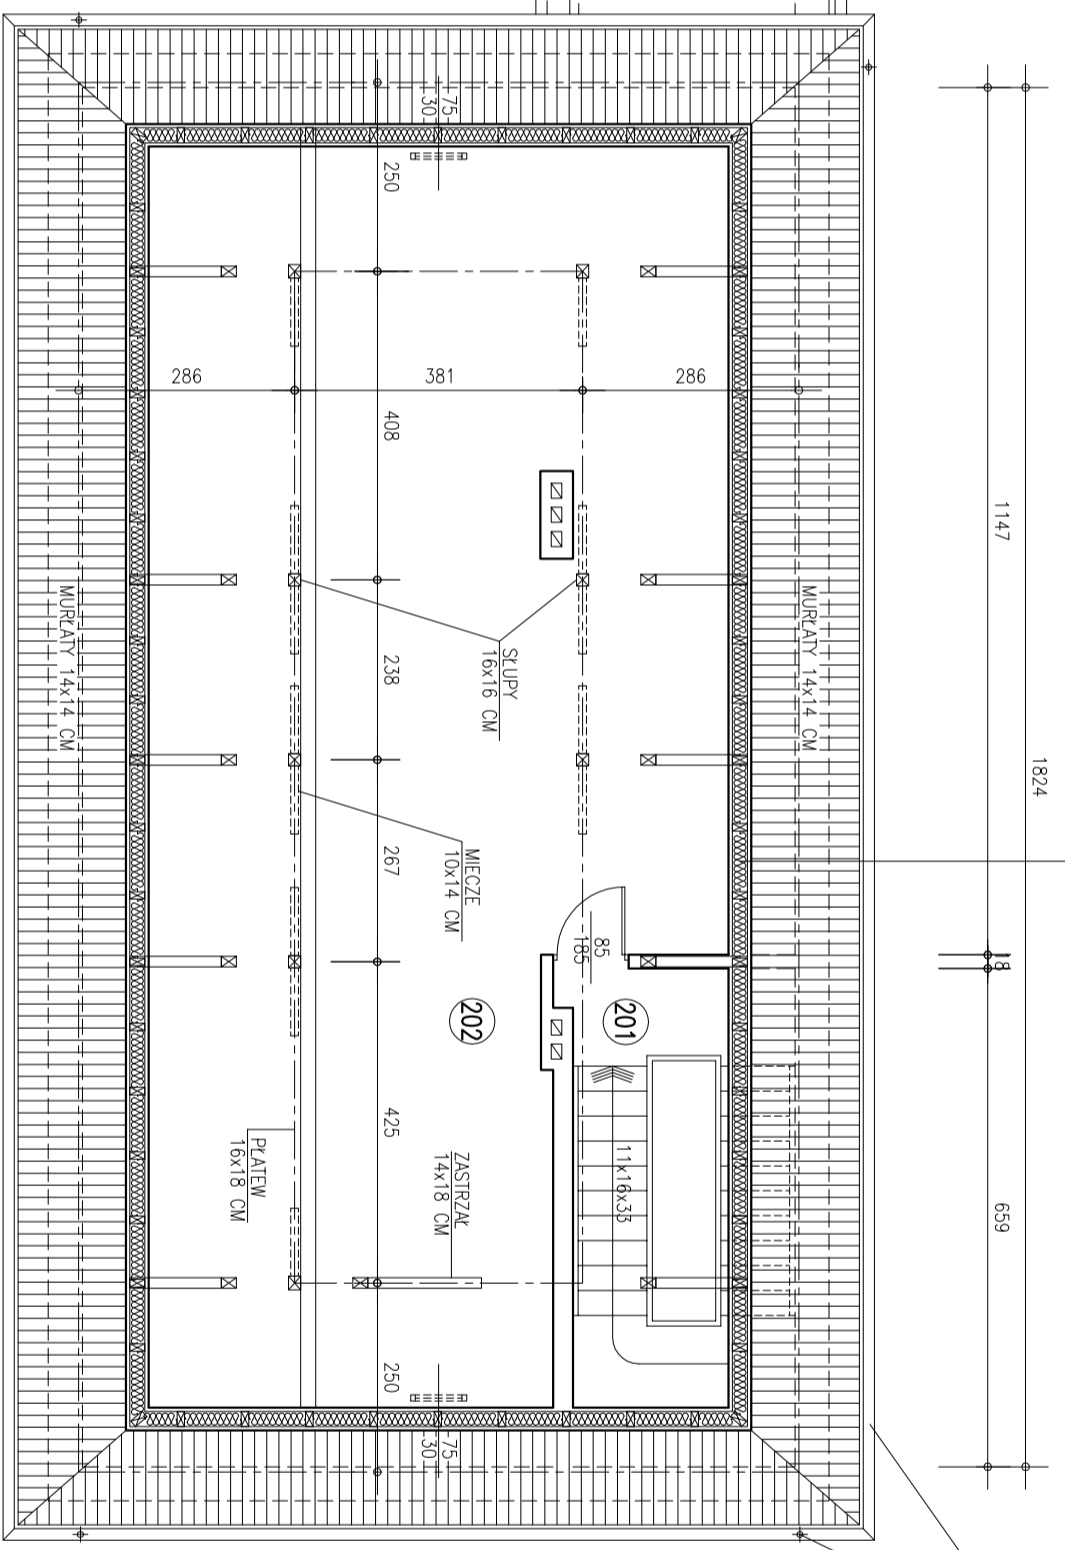 75
30
250
286
381
286
408
1147
MURŁATY 14x14 CM
MURŁATY 14x14 CM
SŁUPY
16x16 CM
238
1824
MIECZE
10x14 CM
267
85
185
18
202
201
425
11x16x33
PŁATEW
16x18 CM
ZASTRZAŁ
14x18 CM
659
250
75
30